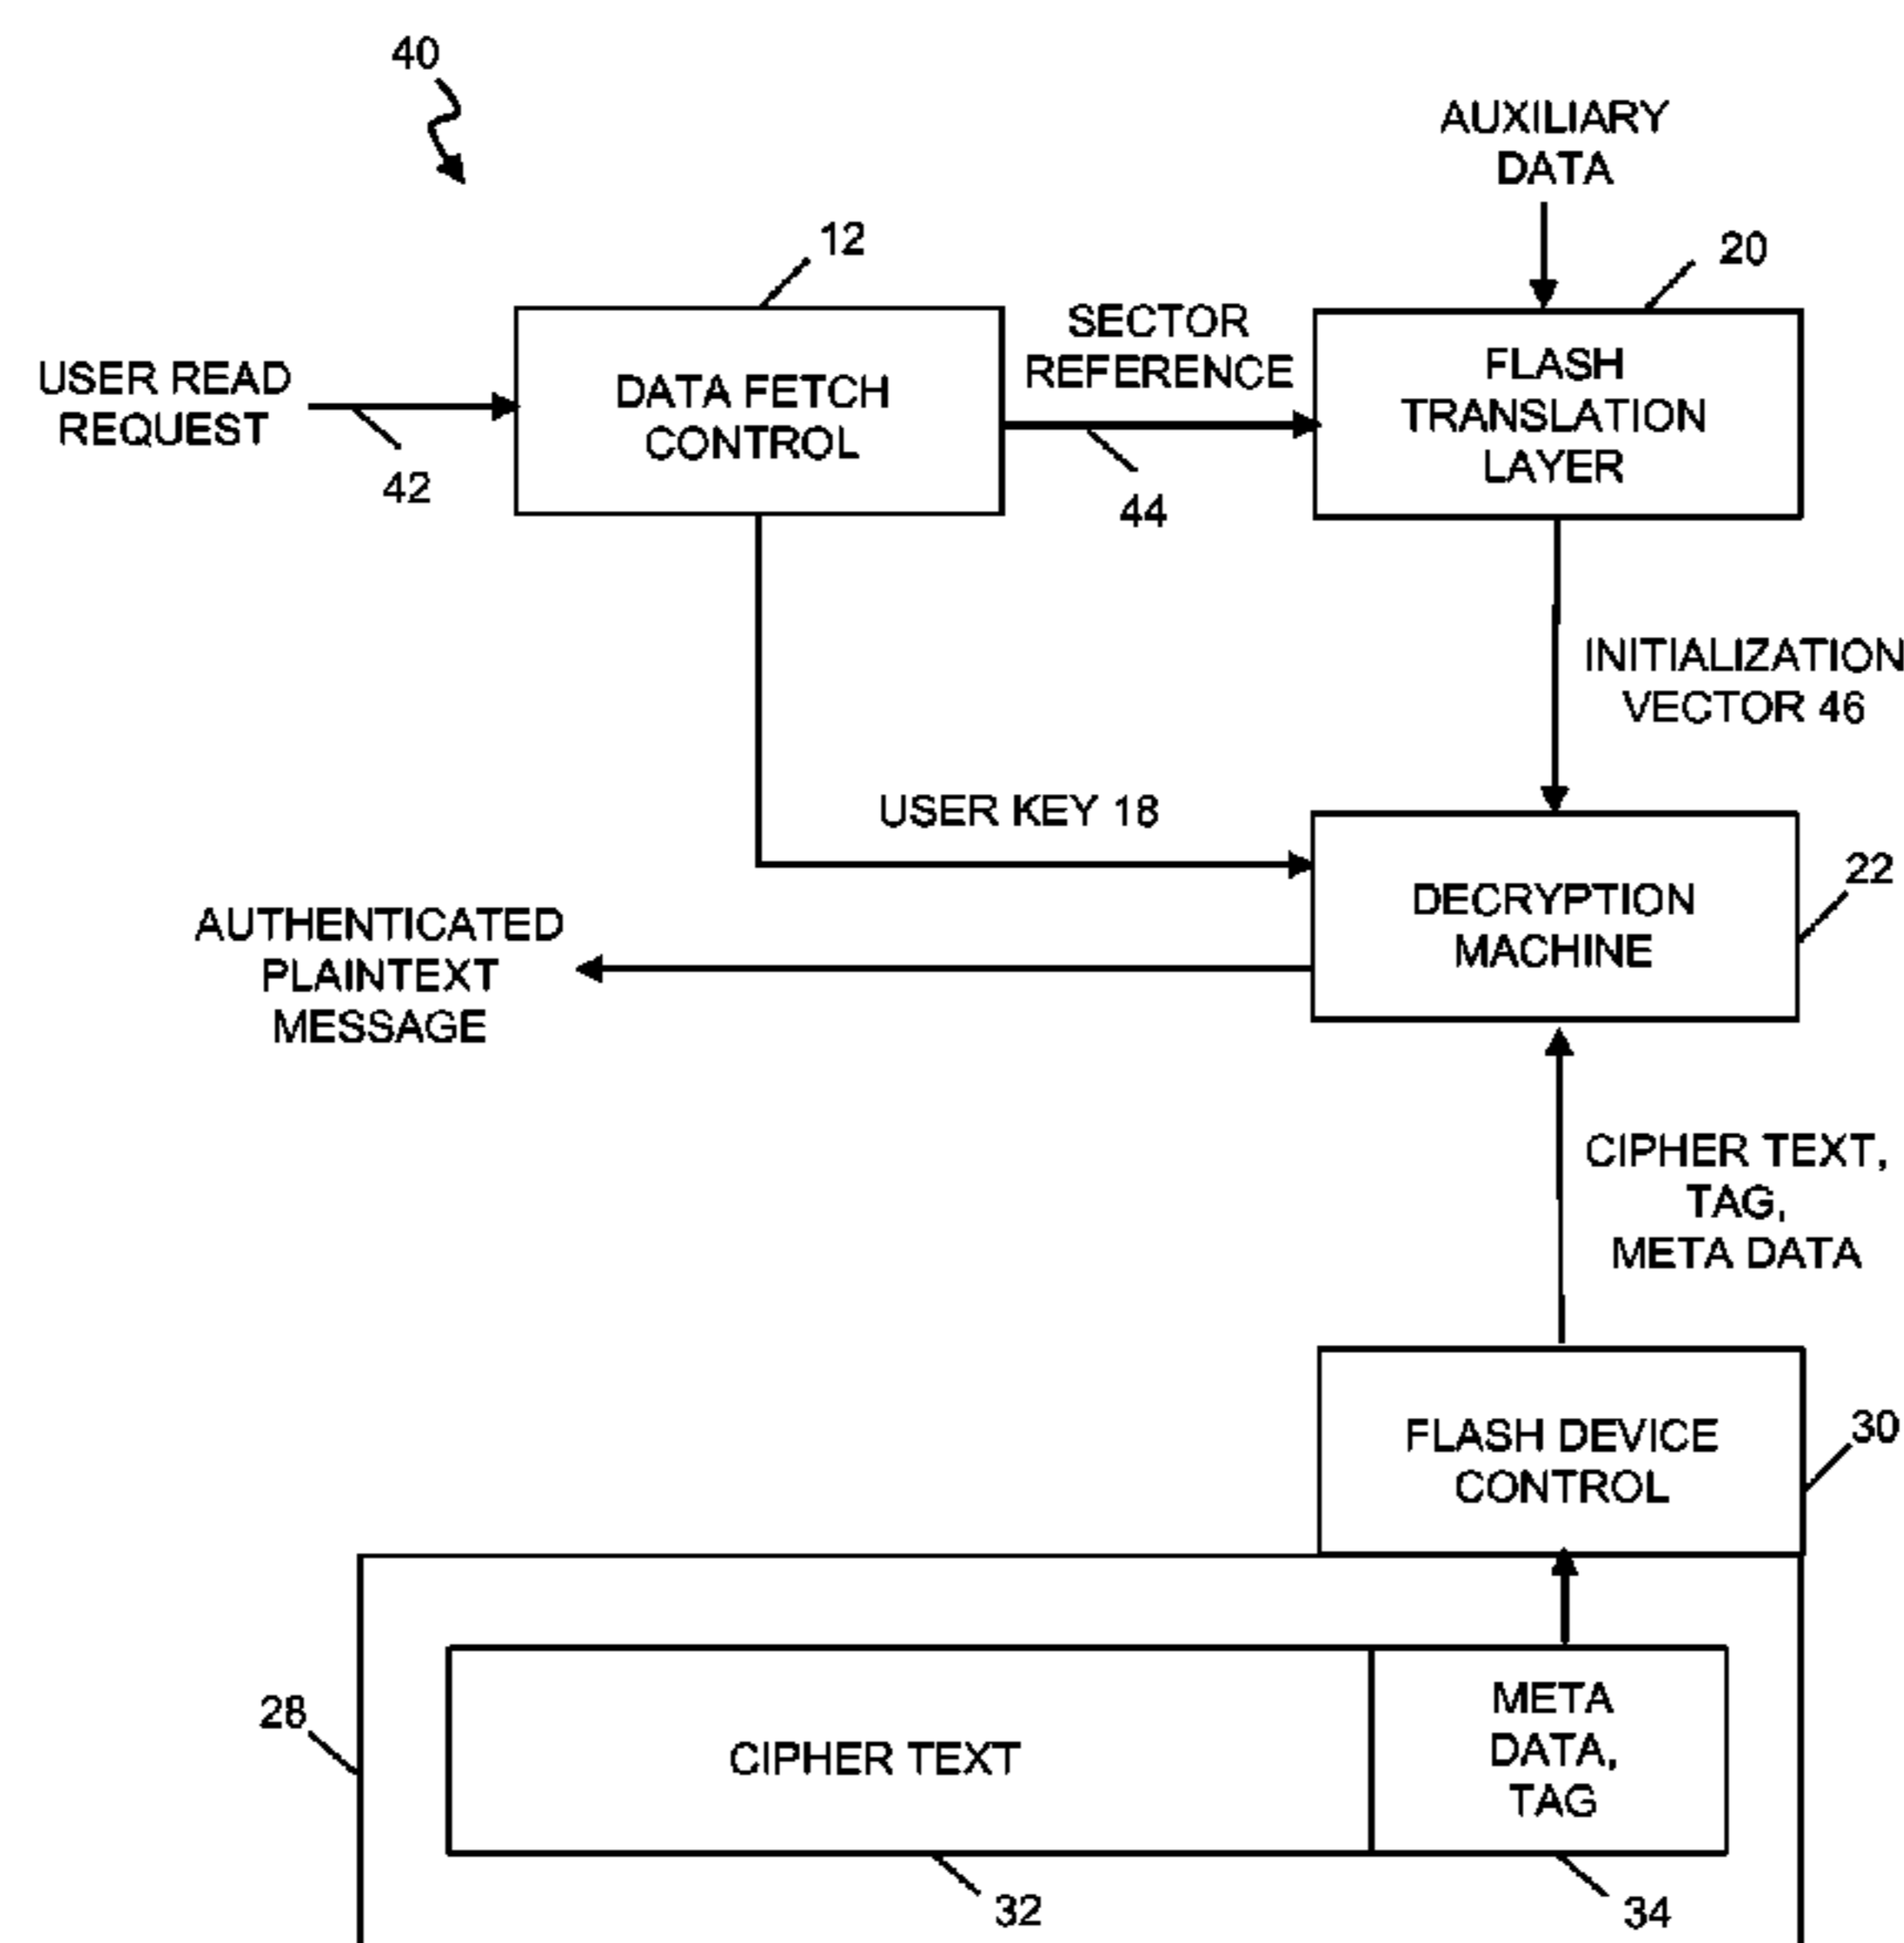 40
AUXILIARY
DATA
12
20
USER READ
REQUEST
42
DATA FETCH
CONTROL
SECTOR
REFERENCE
44
FLASH
TRANSLATION
LAYER
INITIALIZATION
VECTOR 46
USER KEY 18
DECRYPTION
MACHINE
22
AUTHENTICATED
PLAINTEXT
MESSAGE
CIPHER TEXT,
TAG,
META DATA
FLASH DEVICE
CONTROL
30
28
CIPHER TEXT
META
DATA,
TAG
32
34